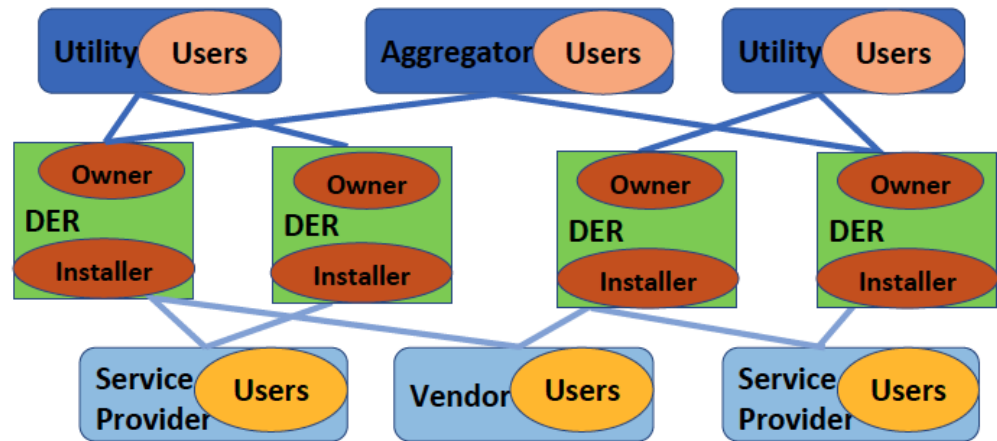 Utility Users
Aggregator Users
Utility Users
Owner
DER
Installer
Owner
DER
Installer
Owner
DER
Installer
Owner
DER
Installer
Service
Provider
Users
Vendor Users
Service
Provider
Users